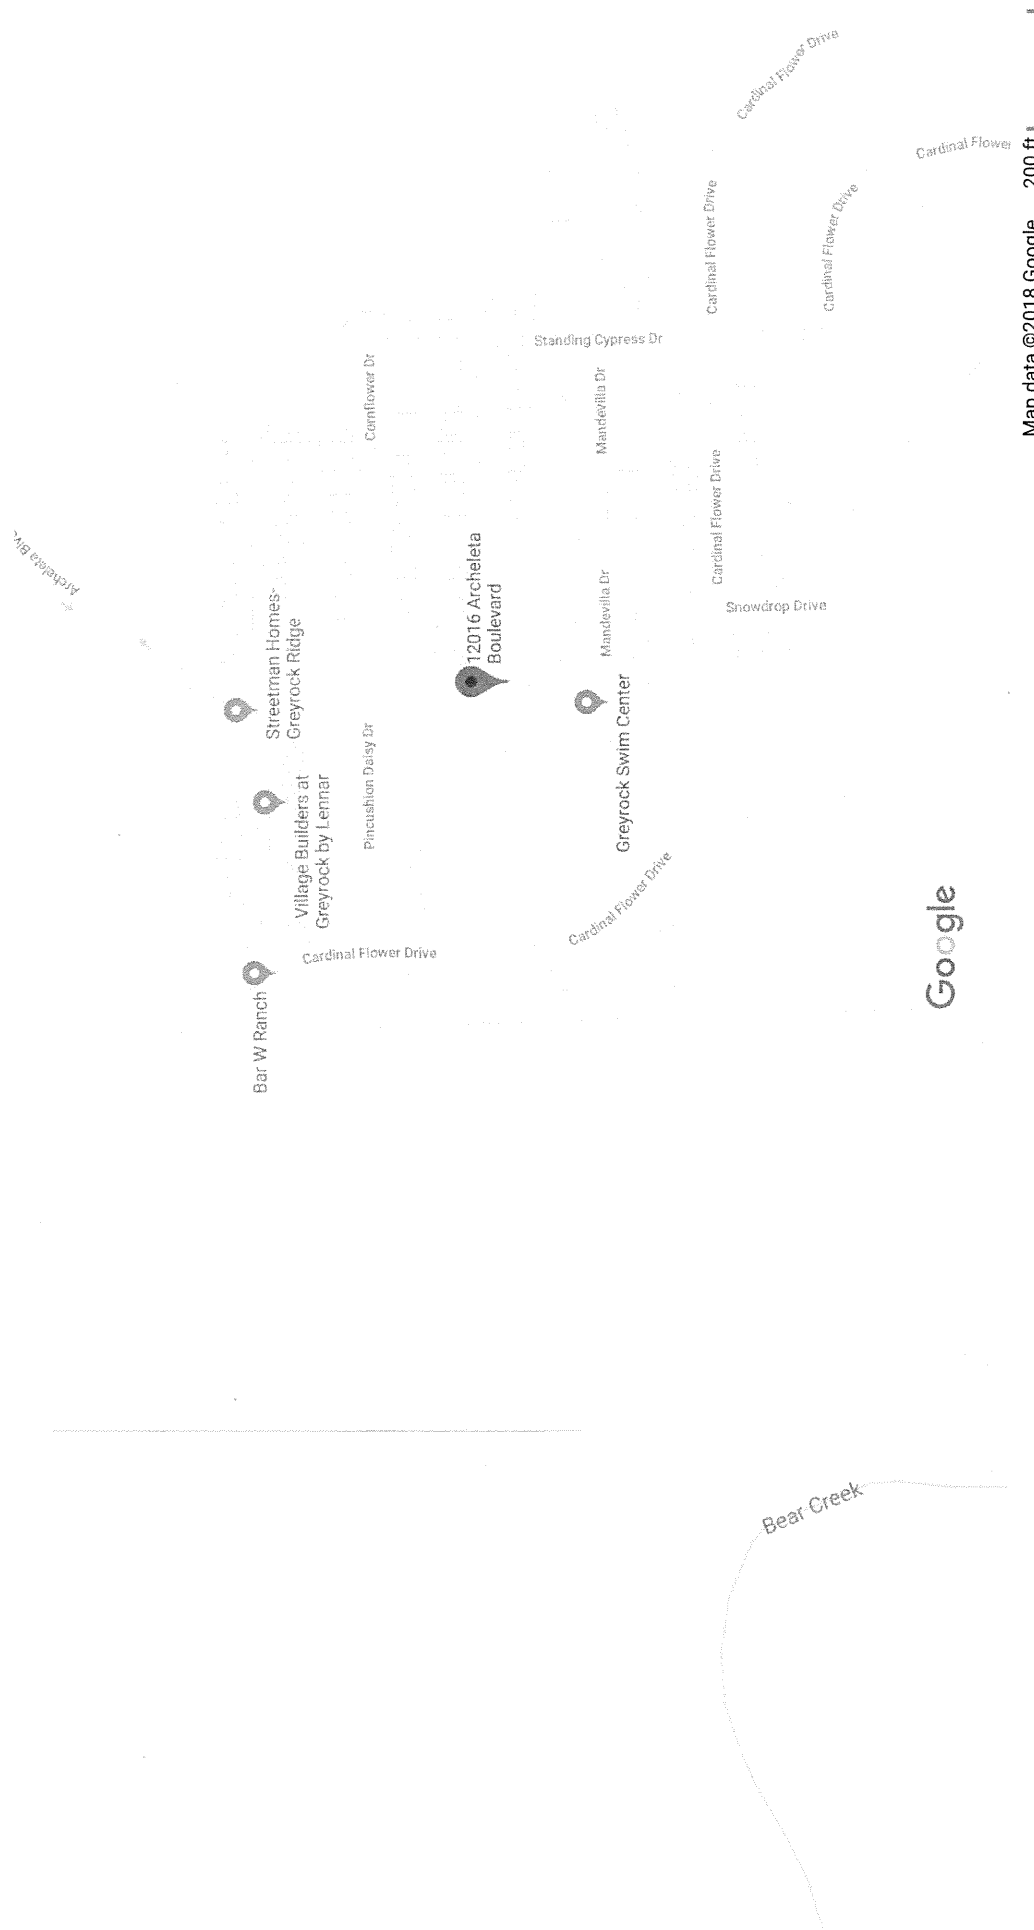 Archeleta Blv
Streetman Homes-
Greyrock Ridge
Village Builders at
Greyrock by Lennar
Bar W Ranch
Cardinal Flower Drive
Cornflower Dr
Pincushion Daisy Dr
12016 Archeleta
Boulevard
Standing Cypress Dr
Mandevilla Dr
Mandevilla Dr
Greyrock Swim Center
Cardinal Flower Drive
Cardinal Flower Drive
Cardinal Flower Drive
Cardinal Flower Drive
Snowdrop Drive
Cardinal Flower Drive
Cardinal Flower
Bear Creek
Google
Map data ©2018 Google
200 ft